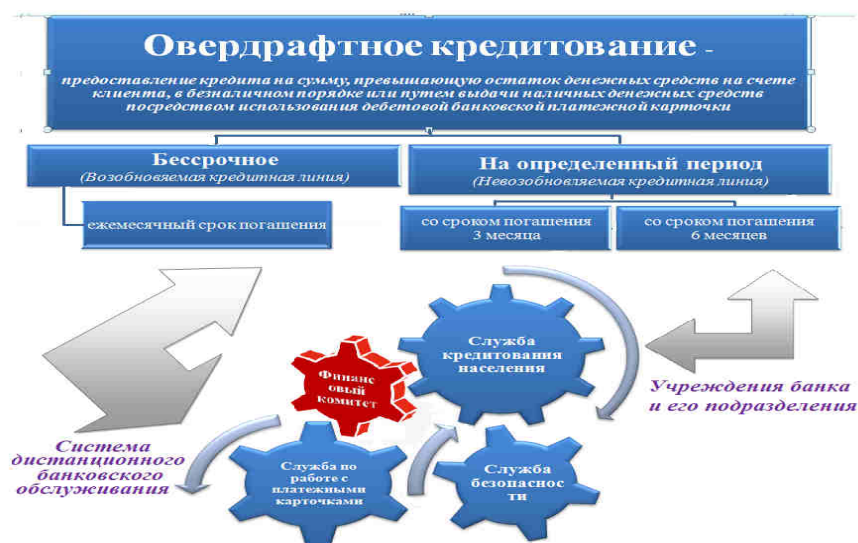 Овердрафтное кредитование -
предоставление кредита на сумму, превышающую остаток денежных средств на счете
клиента, в безналичном порядке или путем выдачи наличных денежных средств
посредством использования дебетовой банковской платежной карточки
Бессрочное
(Возобновяемая кредитная линия)
На определенный период
(Невозобновляемая кредитная линия)
ежемесячный срок погашения
со сроком погашения
3 месяца
со сроком погашения
6 месяцев
Служба
кредитования
населения
Финанс
овый
комитет
Учреждения банка
и его подразделения
Система
дистанционного
банковского
обслуживания
Служба по
работе с
платежными
карточками
Служба
безопаснос
ти